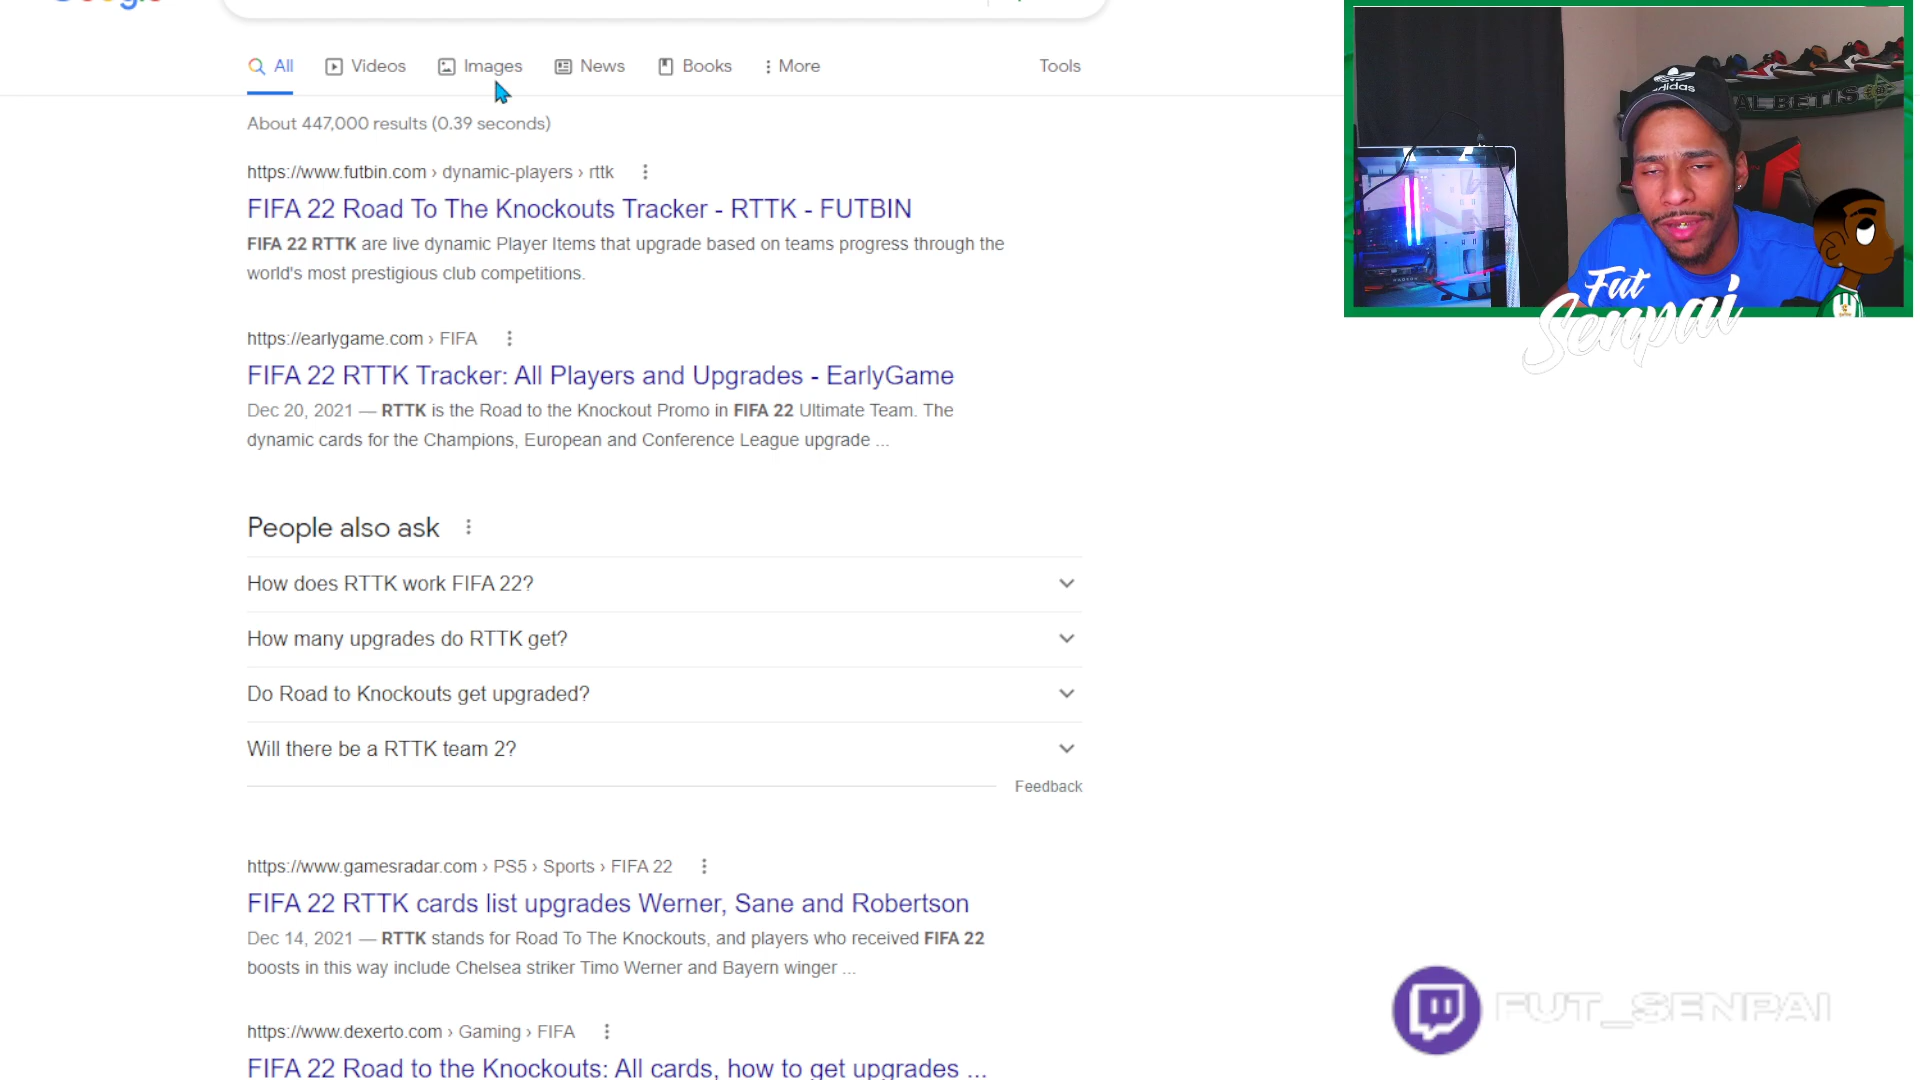 All
Videos
Images
News
Books
More
Tools
About 447,000 results (0.39 seconds)
https://www.futbin.com › dynamic-players › rttk
FIFA 22 Road To The Knockouts Tracker - RTTK - FUTBIN
FIFA 22 RTTK are live dynamic Player Items that upgrade based on teams progress through the
world's most prestigious club competitions.
https://earlygame.com › FIFA
FIFA 22 RTTK Tracker: All Players and Upgrades - EarlyGame
Dec 20, 2021 — RTTK is the Road to the Knockout Promo in FIFA 22 Ultimate Team. The
dynamic cards for the Champions, European and Conference League upgrade ...
People also ask
How does RTTK work FIFA 22?
How many upgrades do RTTK get?
Do Road to Knockouts get upgraded?
Will there be a RTTK team 2?
Feedback
https://www.gamesradar.com › PS5 › Sports › FIFA 22
FIFA 22 RTTK cards list upgrades Werner, Sane and Robertson
Dec 14, 2021 — RTTK stands for Road To The Knockouts, and players who received FIFA 22
boosts in this way include Chelsea striker Timo Werner and Bayern winger ...
https://www.dexerto.com › Gaming › FIFA
FIFA 22 Road to the Knockouts: All cards, how to get upgrades ...
adidas
ALBETIS
Fut
Senpai
FUT_SENPAI